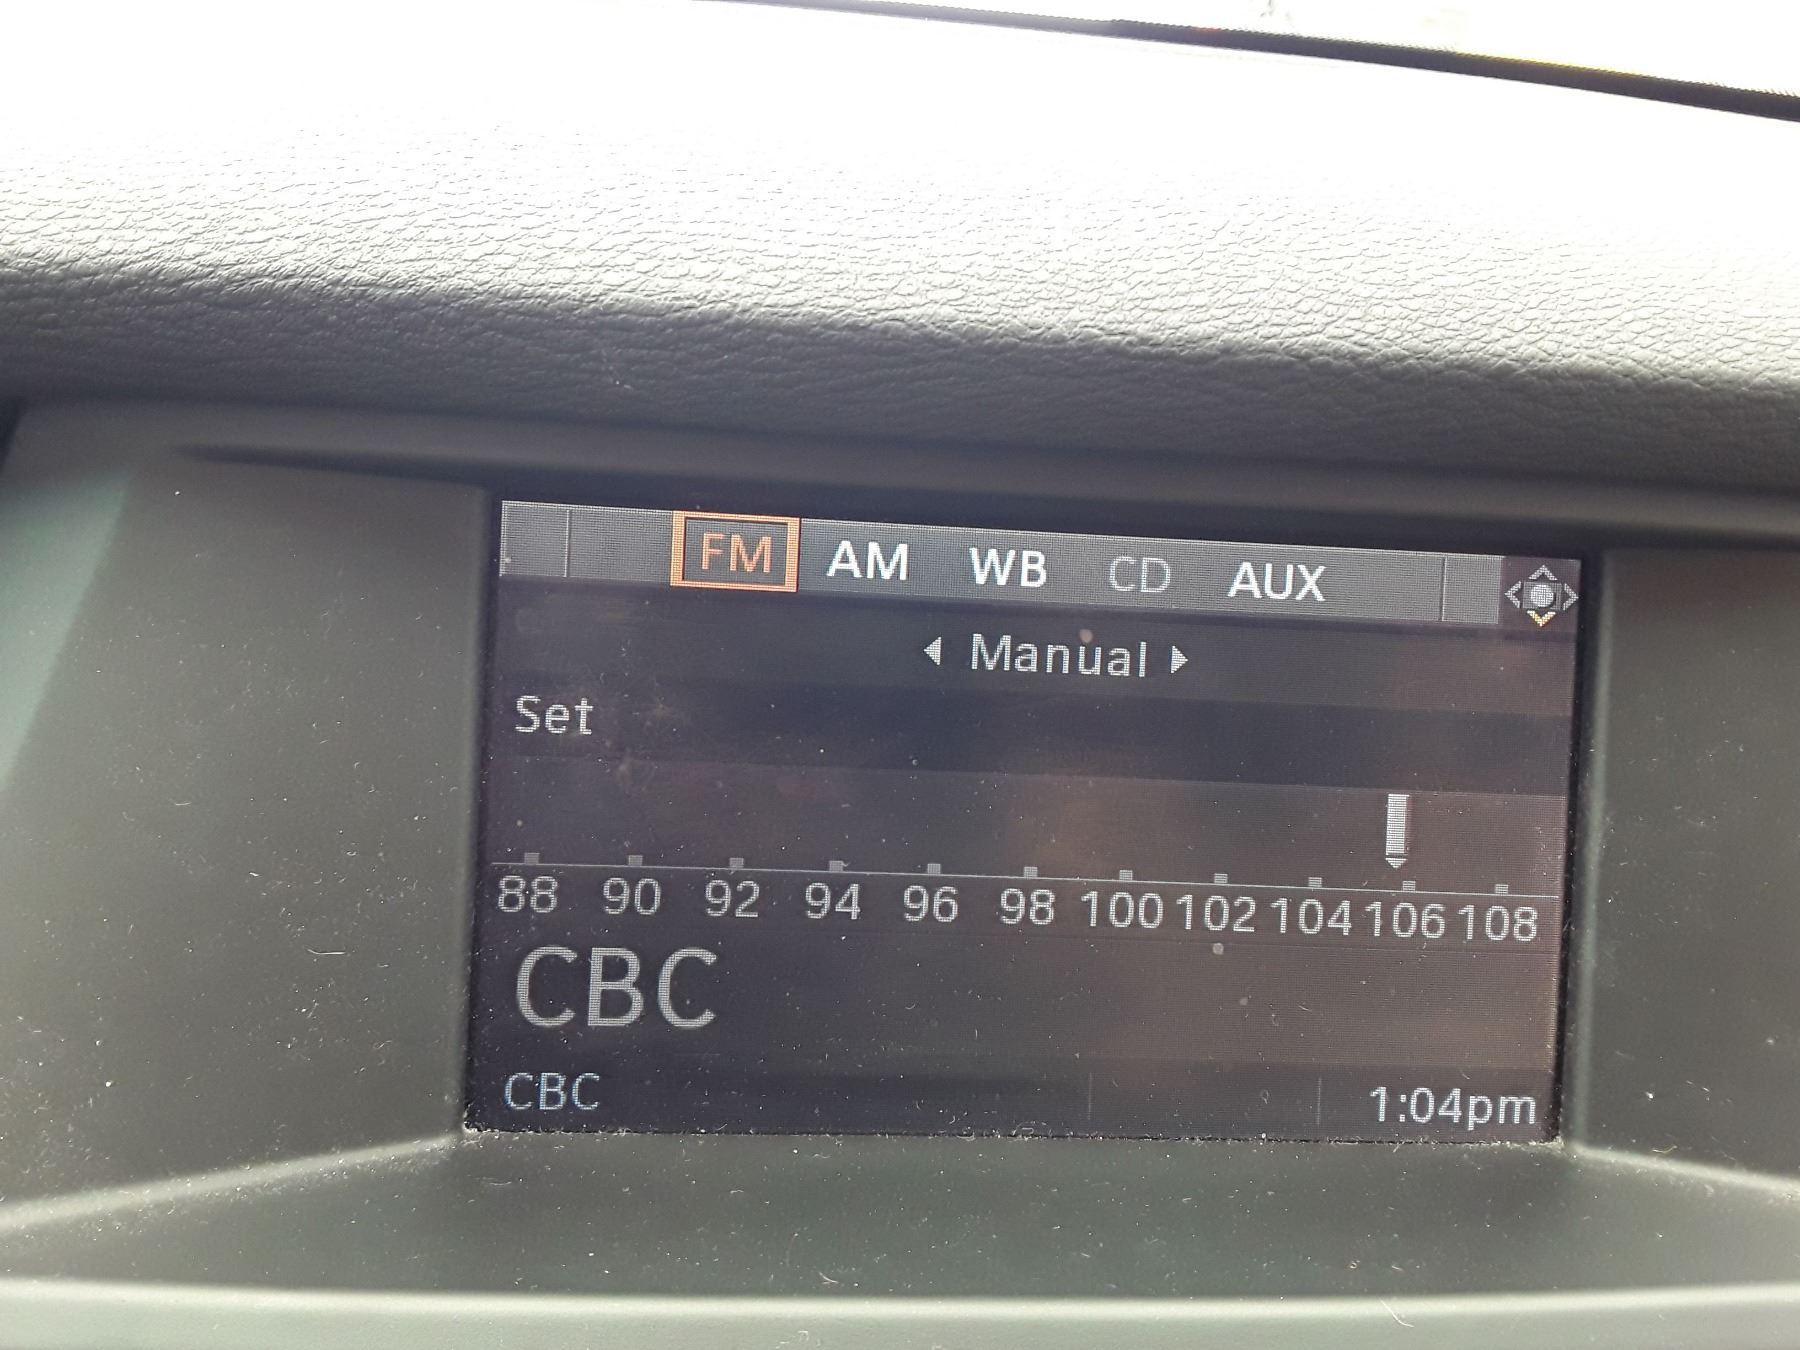 FM AM WB CD AUX
Manual
Set
88 90 92 94 96 98 100 102 104 106 108
CBC
CBC 1:04pm